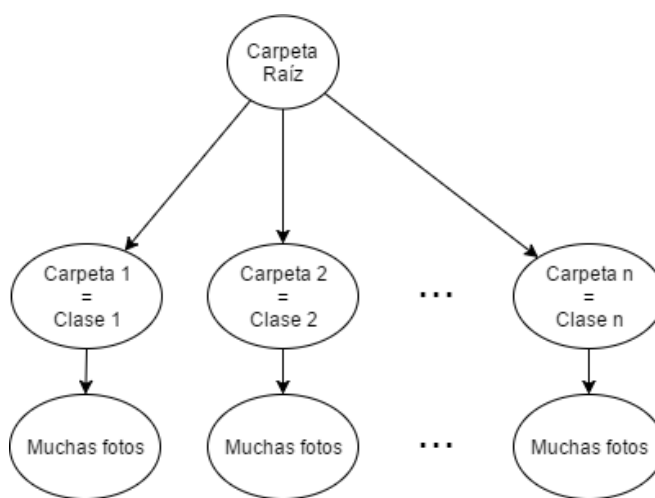 Carpeta
Raíz
Carpeta 1
=
Clase 1
Carpeta 2
=
Clase 2
...
Carpeta n
=
Clase n
Muchas fotos
Muchas fotos
...
Muchas fotos